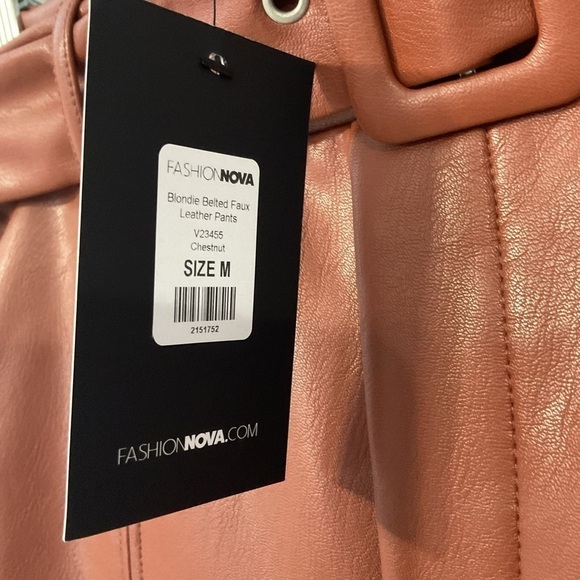 FASHIONNOVA
Blondie Belted Faux
Leather Pants
V23455
Chestnut
SIZE M
2151752
FASHIONNOVA.COM